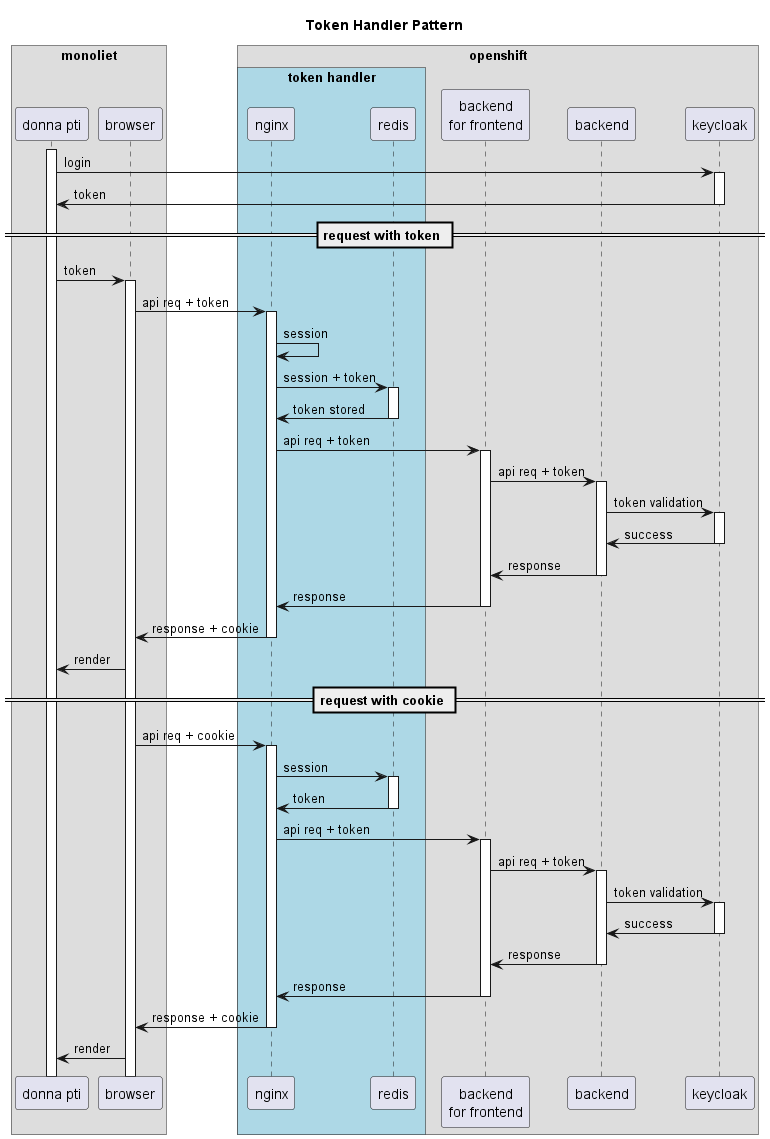 Token Handler Pattern
monoliet
openshift
token handler
donna pti
browser
nginx
redis
backend
for frontend
backend
keycloak
login
token
request with token
token
api req + token
session
session + token
token stored
api req + token
api req + token
token validation
success
response
response
response + cookie
render
request with cookie
api req + cookie
session
token
api req + token
api req + token
token validation
success
response
response
response + cookie
render
donna pti
browser
nginx
redis
backend
for frontend
backend
keycloak